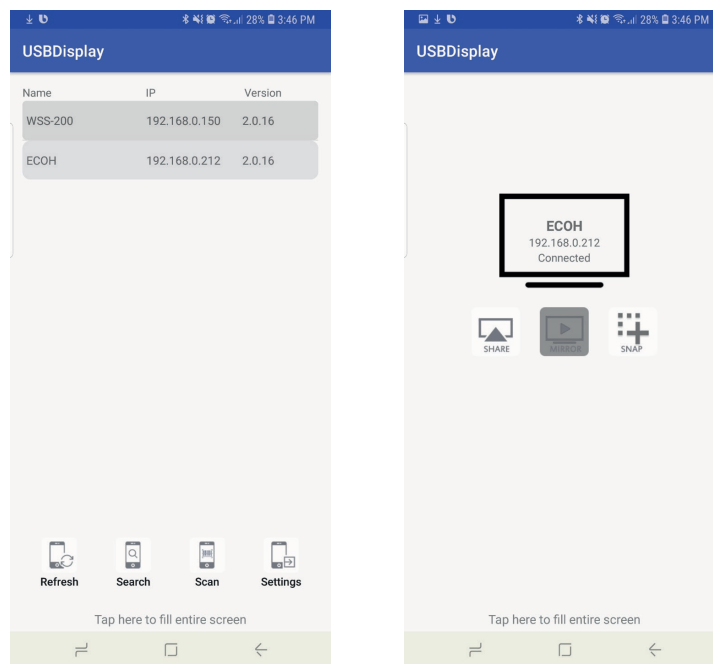 28% 3:46 PM
USBDisplay
Name IP Version
WSS-200 192.168.0.150 2.0.16
ECOH 192.168.0.212 2.0.16
Refresh Search Scan Settings
Tap here to fill entire screen
28% 3:46 PM
USBDisplay
ECOH
192.168.0.212
Connected
SHARE MIRROR SNAP
Tap here to fill entire screen